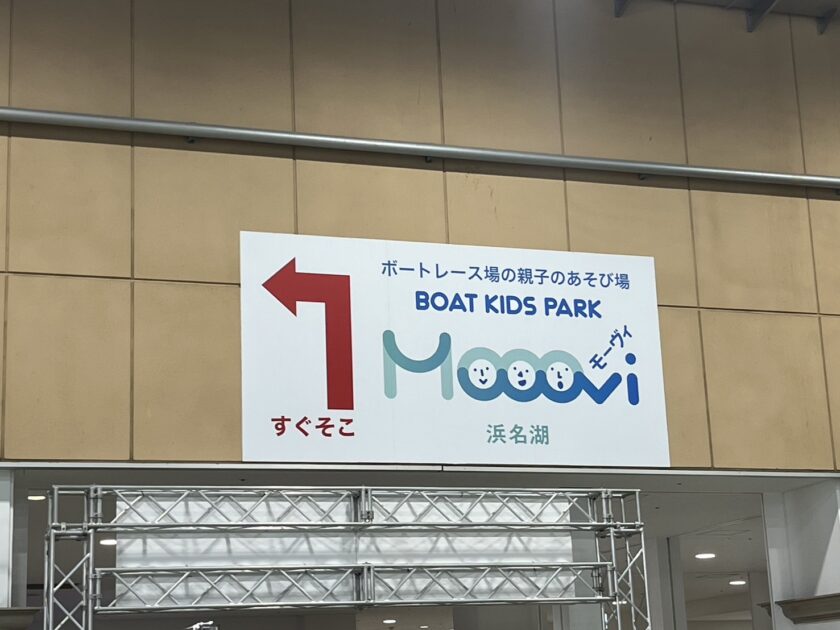 ボートレース場の親子のあそび場
BOAT KIDS PARK
Mooovi
モーヴィ
浜名湖
すぐそこ